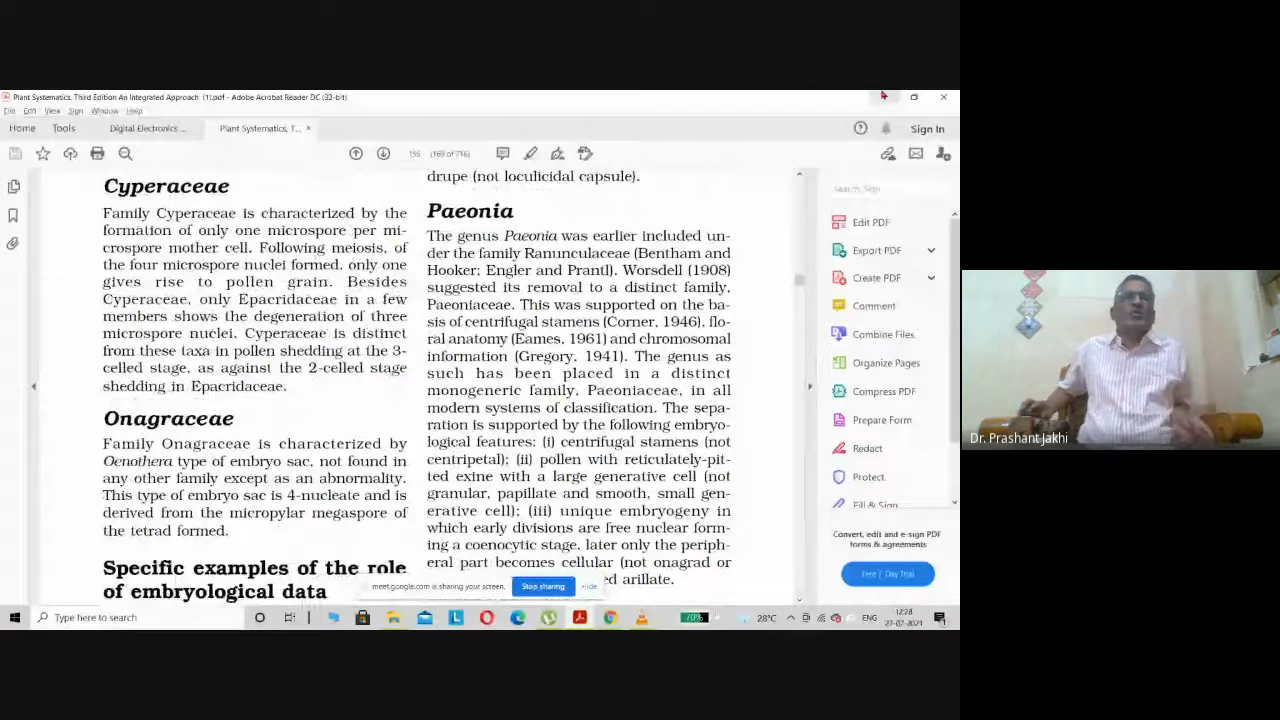 Plant Systematics, Third Edition An Integrated Approach (1).pdf - Adobe Acrobat Reader DC (32-bit)
File Edit View Sign Window Help
Home Tools Digital Electronics ... Plant Systematics, T... × Sign In
155 (169 of 716)
Cyperaceae
Family Cyperaceae is characterized by the
formation of only one microspore per mi-
crospore mother cell. Following meiosis, of
the four microspore nuclei formed, only one
gives rise to pollen grain. Besides
Cyperaceae, only Epacridaceae in a few
members shows the degeneration of three
microspore nuclei. Cyperaceae is distinct
from these taxa in pollen shedding at the 3-
celled stage, as against the 2-celled stage
shedding in Epacridaceae.
Onagraceae
Family Onagraceae is characterized by
Oenothera type of embryo sac, not found in
any other family except as an abnormality.
This type of embryo sac is 4-nucleate and is
derived from the micropylar megaspore of
the tetrad formed.
Specific examples of the role
of embryological data
drupe (not loculicidal capsule).
Paeonia
The genus Paeonia was earlier included un-
der the family Ranunculaceae (Bentham and
Hooker; Engler and Prantl). Worsdell (1908)
suggested its removal to a distinct family,
Paeoniaceae. This was supported on the ba-
sis of centrifugal stamens (Corner, 1946), flo-
ral anatomy (Eames, 1961) and chromosomal
information (Gregory, 1941). The genus as
such has been placed in a distinct
monogeneric family, Paeoniaceae, in all
modern systems of classification. The sepa-
ration is supported by the following embryo-
logical features: (i) centrifugal stamens (not
centripetal); (ii) pollen with reticulately-pit-
ted exine with a large generative cell (not
granular, papillate and smooth, small gen-
erative cell); (iii) unique embryogeny in
which early divisions are free nuclear form-
ing a coenocytic stage, later only the periph-
eral part becomes cellular (not onagrad or
ed arillate.
Edit PDF
Export PDF
Create PDF
Comment
Combine Files
Organize Pages
Compress PDF
Prepare Form
Redact
Protect
Fill & Sign
Convert, edit and e-sign PDF
forms & agreements
Free 7-Day Trial
meet.google.com is sharing your screen. Stop sharing Hide
Type here to search
70% 28°C ENG 12:28
27-07-2021
Dr. Prashant Jakhi